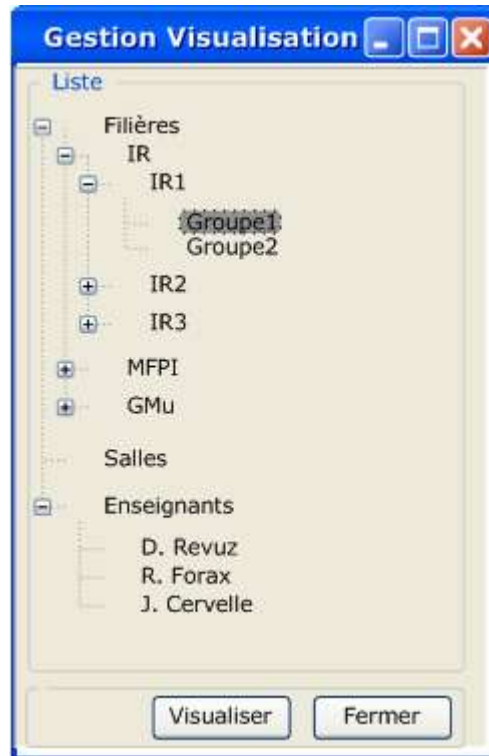 Gestion Visualisation
Liste
Filières
IR
IR1
Groupe1
Groupe2
IR2
IR3
MFPI
GMu
Salles
Enseignants
D. Revuz
R. Forax
J. Cervelle
Visualiser Fermer